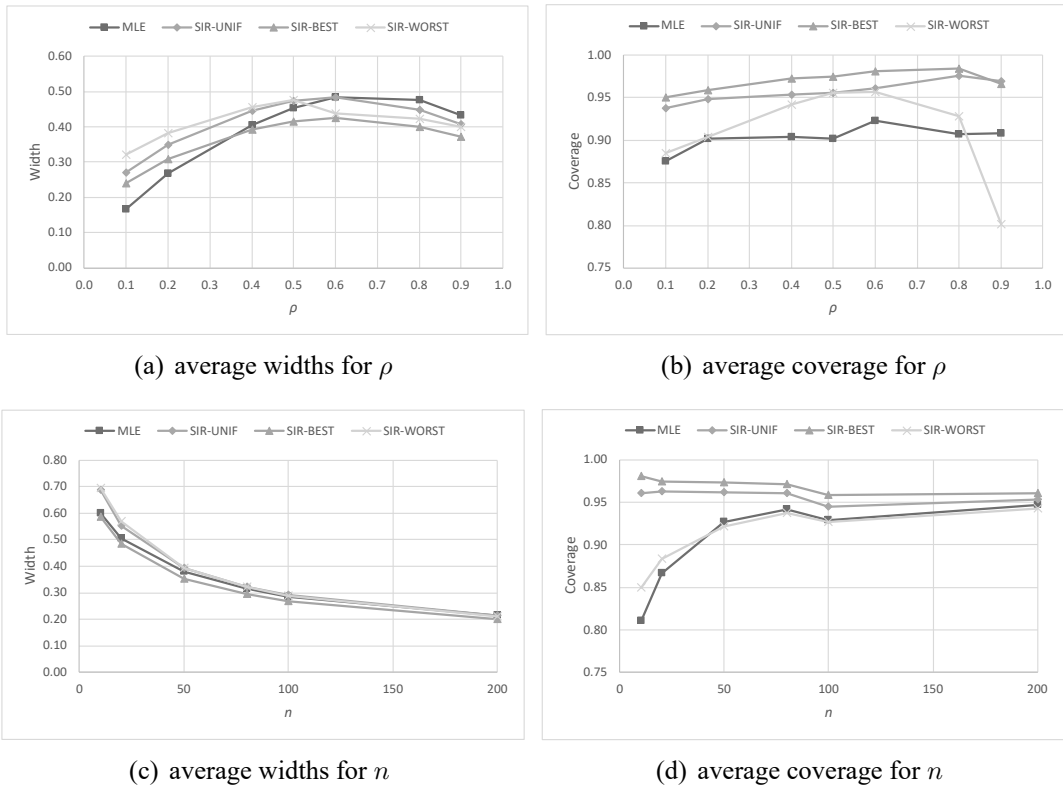 MLE SIR-UNIF SIR-BEST SIR-WORST
0.60
0.50
0.40
0.30
0.20
0.10
0.00
Width
0.0 0.1 0.2 0.3 0.4 0.5 0.6 0.7 0.8 0.9 1.0
ρ
(a) average widths for ρ
MLE SIR-UNIF SIR-BEST SIR-WORST
1.00
0.95
0.90
0.85
0.80
0.75
Coverage
0.0 0.1 0.2 0.3 0.4 0.5 0.6 0.7 0.8 0.9 1.0
ρ
(b) average coverage for ρ
MLE SIR-UNIF SIR-BEST SIR-WORST
0.80
0.70
0.60
0.50
0.40
0.30
0.20
0.10
0.00
Width
0 50 100 150 200
n
(c) average widths for n
MLE SIR-UNIF SIR-BEST SIR-WORST
1.00
0.95
0.90
0.85
0.80
0.75
Coverage
0 50 100 150 200
n
(d) average coverage for n